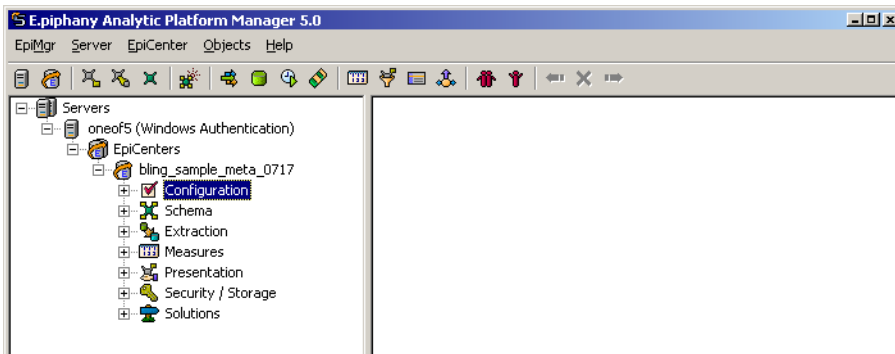 E.piphany Analytic Platform Manager 5.0
EpiMgr Server EpiCenter Objects Help
Servers
oneof5 (Windows Authentication)
EpiCenters
bling_sample_meta_0717
Configuration
Schema
Extraction
Measures
Presentation
Security / Storage
Solutions